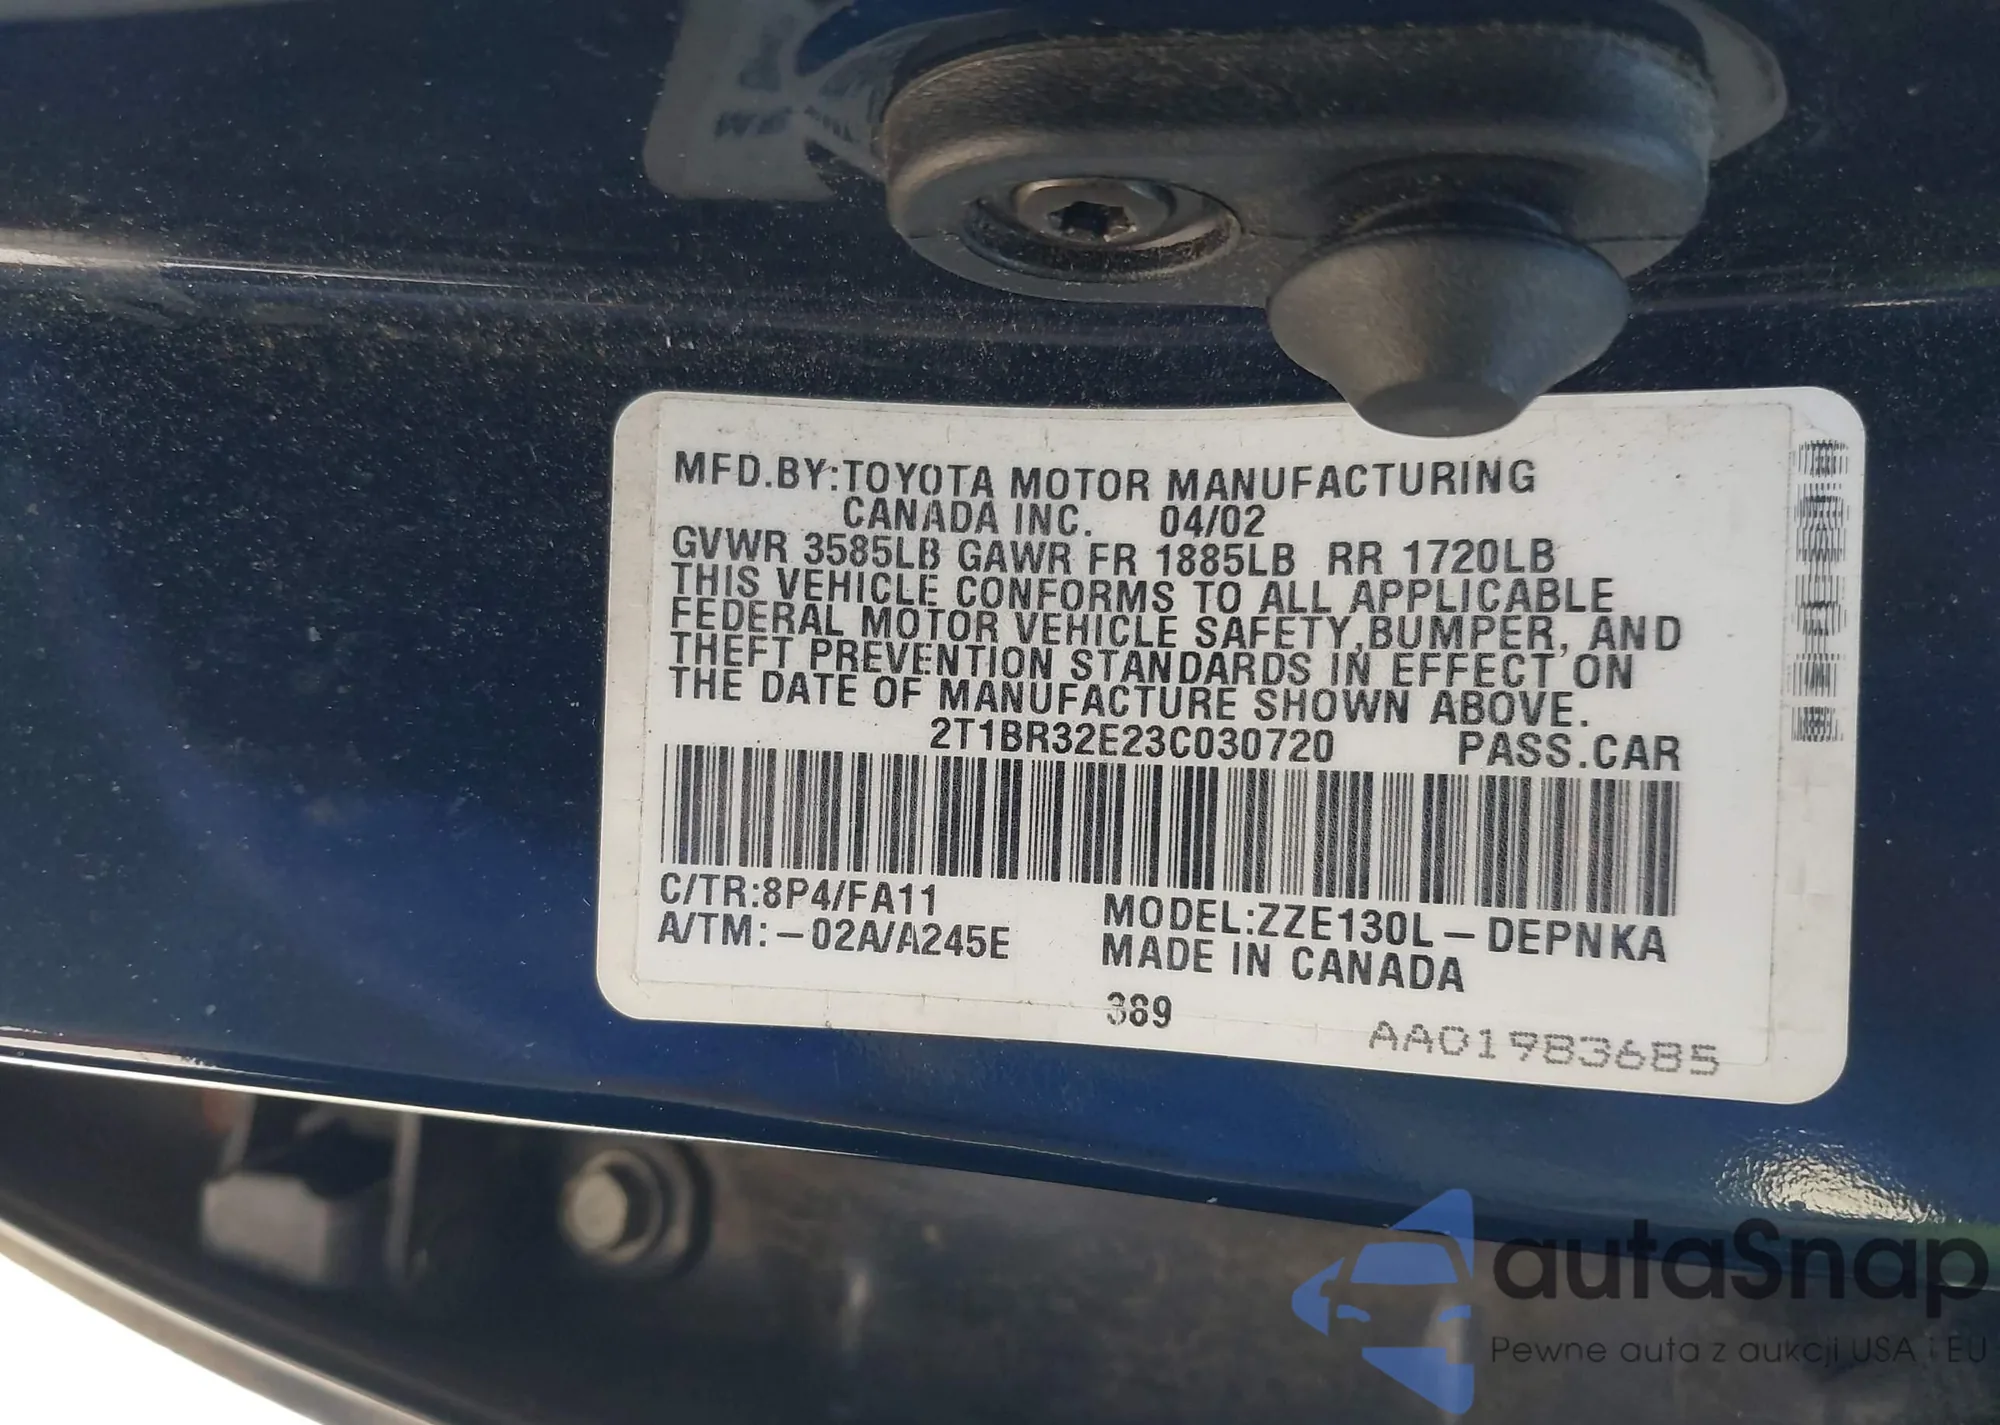 MFD.BY:TOYOTA MOTOR MANUFACTURING
CANADA INC. 04/02
GVWR 3585LB GAWR FR 1885LB RR 1720LB
THIS VEHICLE CONFORMS TO ALL APPLICABLE
FEDERAL MOTOR VEHICLE SAFETY,BUMPER, AND
THEFT PREVENTION STANDARDS IN EFFECT ON
THE DATE OF MANUFACTURE SHOWN ABOVE.
2T1BR32E23C030720 PASS.CAR
C/TR:8P4/FA11
A/TM:-02A/A245E
MODEL:ZZE130L-DEPNKA
MADE IN CANADA
389
AA01983685
autaSnap
Pewne auta z aukcji USA i EU